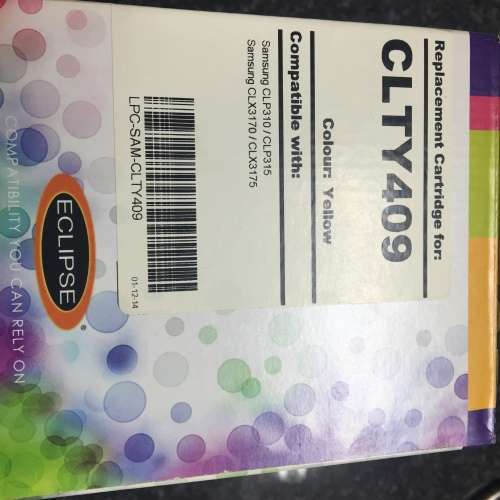 Replacement Cartridge for:
CLTY409
Colour: Yellow
Compatible with:
Samsung CLP310 / CLP315
Samsung CLX3170 / CLX3175
LPC-SAM-CLTY409
01-12-14
ECLIPSE
®
COMPATIBILITY YOU CAN RELY ON